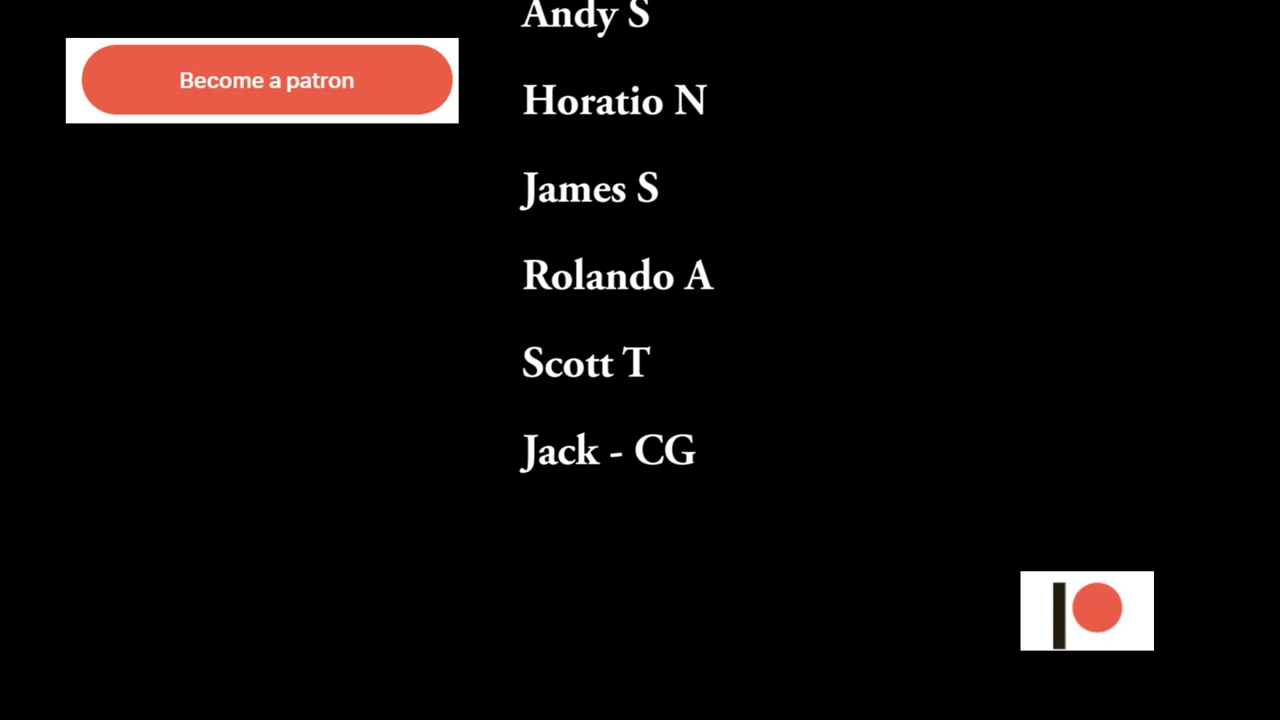 Andy S
Become a patron
Horatio N
James S
Rolando A
Scott T
Jack - CG